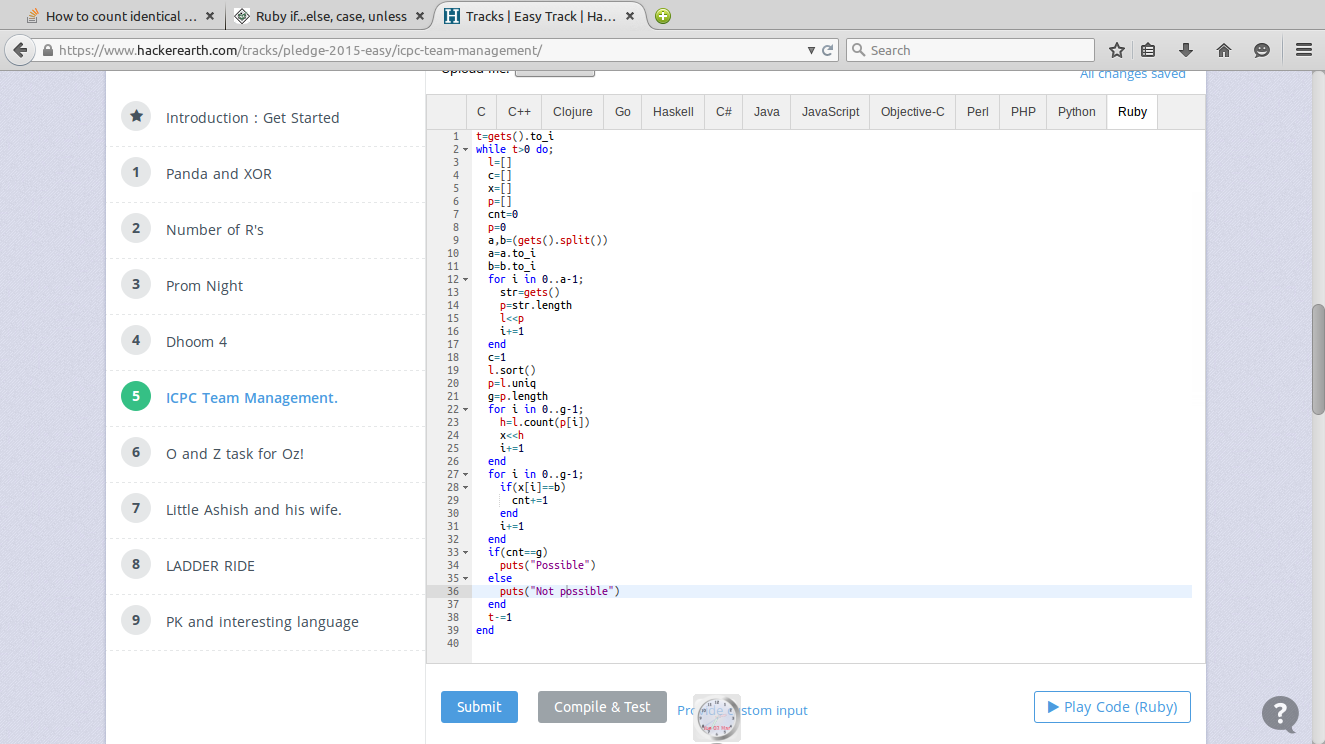 How to count identical ...
Ruby if...else, case, unless
Tracks | Easy Track | Ha...
https://www.hackerearth.com/tracks/pledge-2015-easy/icpc-team-management/
Search
All changes saved
Introduction : Get Started
1 Panda and XOR
2 Number of R's
3 Prom Night
4 Dhoom 4
5 ICPC Team Management.
6 O and Z task for Oz!
7 Little Ashish and his wife.
8 LADDER RIDE
9 PK and interesting language
C C++ Clojure Go Haskell C# Java JavaScript Objective-C Perl PHP Python Ruby
1 t=gets().to_i
2 while t>0 do;
3 l=[]
4 c=[]
5 x=[]
6 p=[]
7 cnt=0
8 p=0
9 a,b=(gets().split())
10 a=a.to_i
11 b=b.to_i
12 for i in 0..a-1;
13 str=gets()
14 p=str.length
15 l<<p
16 i+=1
17 end
18 c=1
19 l.sort()
20 p=l.uniq
21 g=p.length
22 for i in 0..g-1;
23 h=l.count(p[i])
24 x<<h
25 i+=1
26 end
27 for i in 0..g-1;
28 if(x[i]==b)
29 cnt+=1
30 end
31 i+=1
32 end
33 if(cnt==g)
34 puts("Possible")
35 else
36 puts("Not possible")
37 end
38 t-=1
39 end
40
Submit
Compile & Test
input
Play Code (Ruby)
?